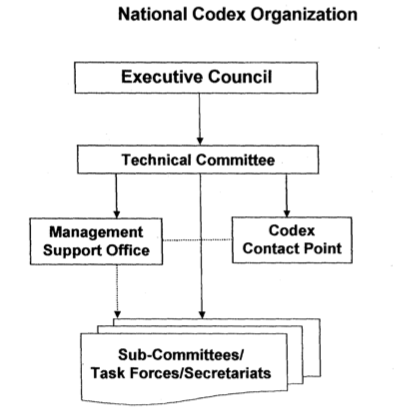 National Codex Organization
Executive Council
Technical Committee
Management
Support Office
Codex
Contact Point
Sub-Committees/
Task Forces/Secretariats